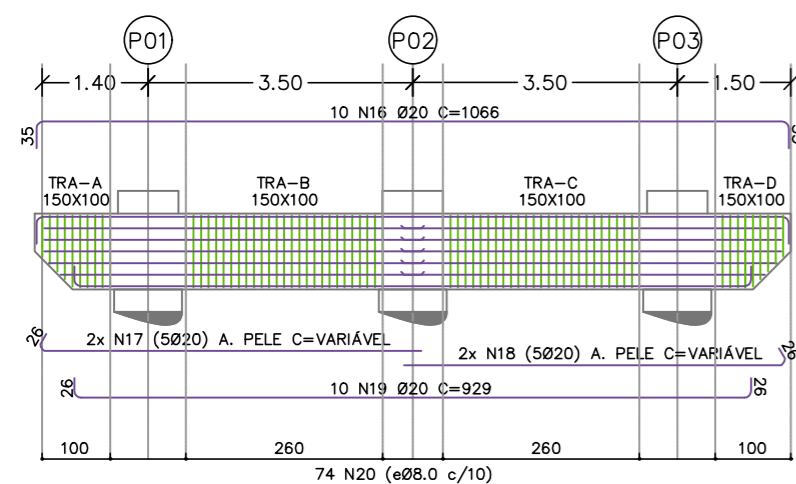 P01 P02 P03
1.40 3.50 3.50 1.50
10 N16 Ø20 C=1066
35
TRA-A TRA-B TRA-C TRA-D
150X100 150X100 150X100 150X100
26 2x N17 (5Ø20) A. PELE C=VARIÁVEL
2x N18 (5Ø20) A. PELE C=VARIÁVEL 26
26 10 N19 Ø20 C=929 26
100 260 260 100
74 N20 (eØ8.0 c/10)